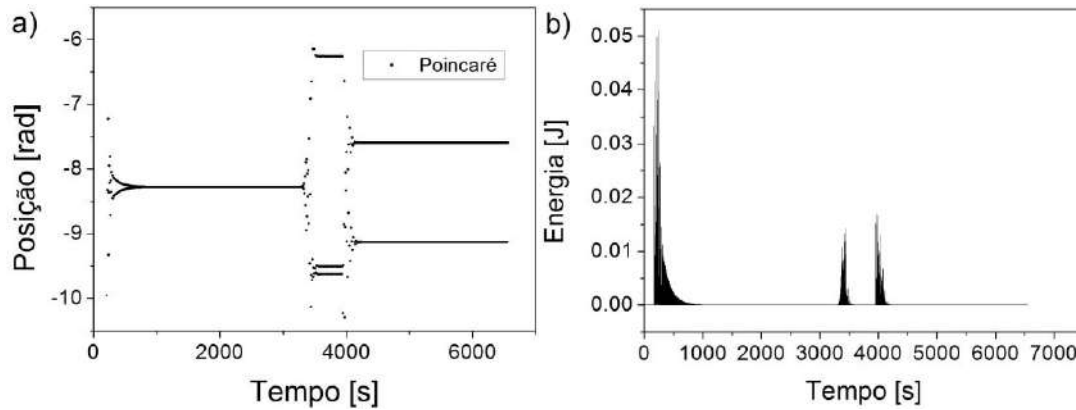 a)
Posição [rad]
-6
-7
-8
-9
-10
Poincaré
0
2000
4000
6000
Tempo [s]
b)
Energia [J]
0.05
0.04
0.03
0.02
0.01
0.00
0 1000 2000 3000 4000 5000 6000 7000
Tempo [s]